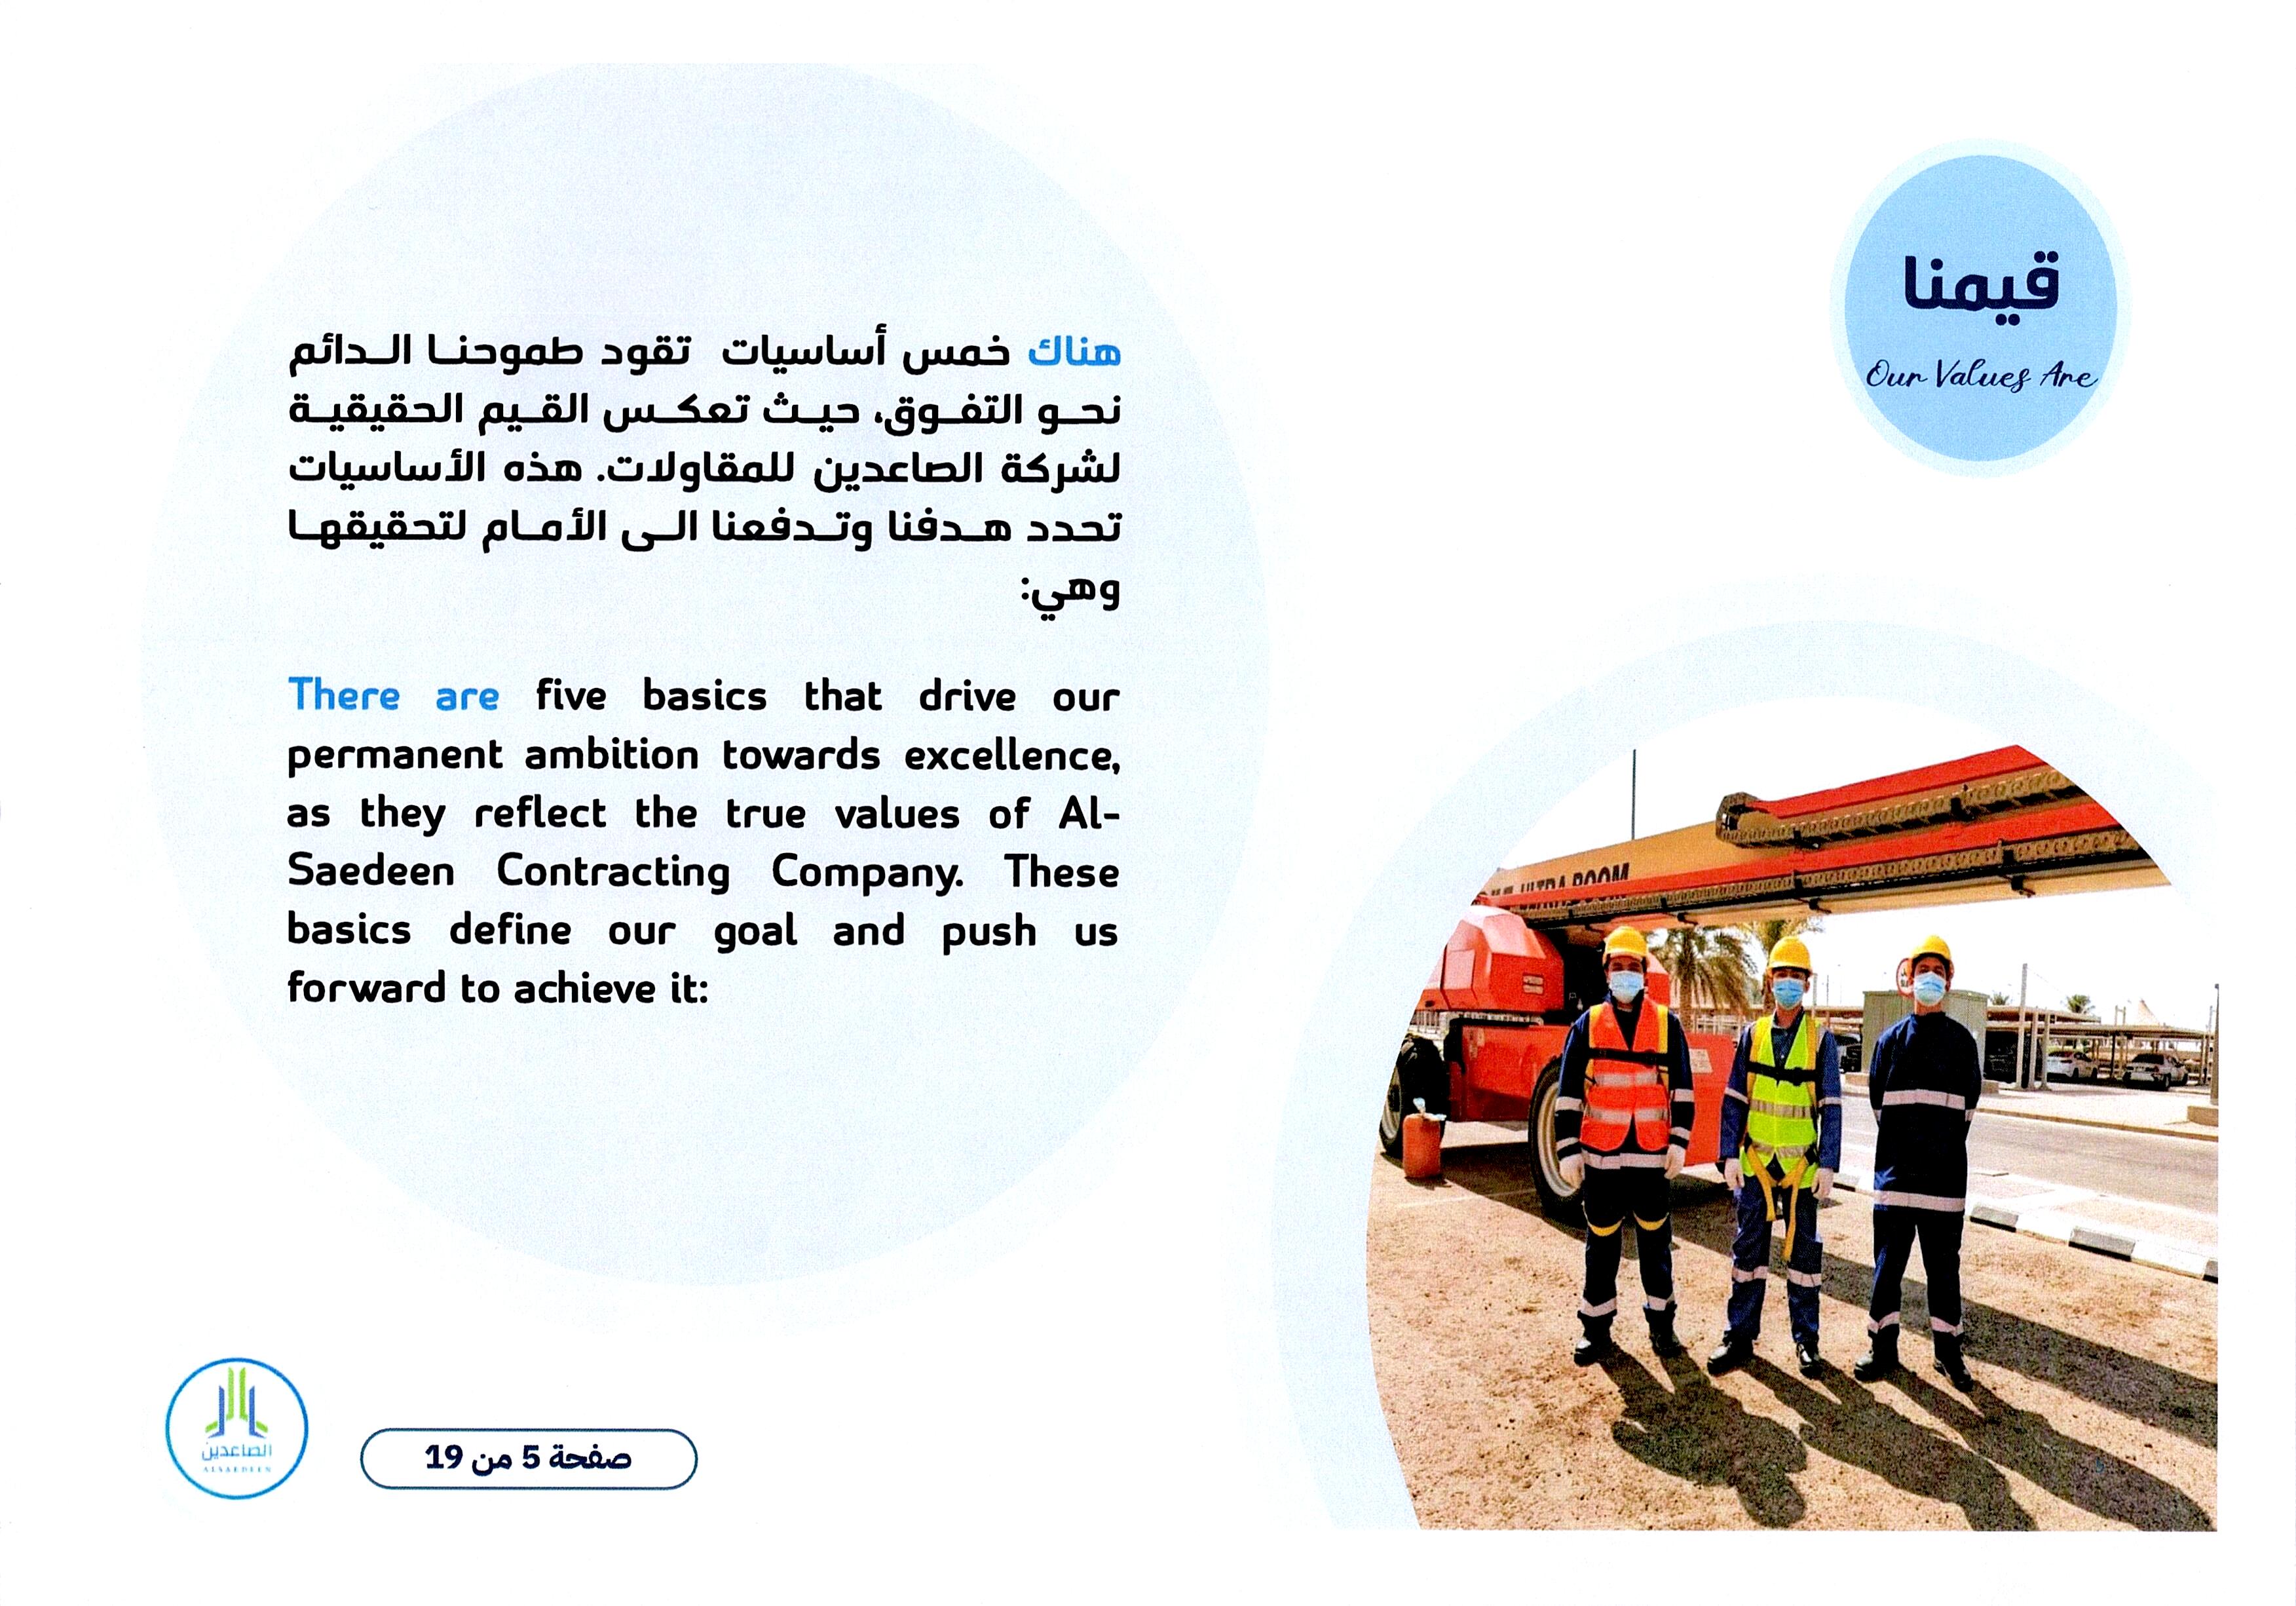 قيمنا
Our Values Are
هناك خمس أساسيات تقود طموحنا الدائم
نحو التفوق، حيث تعكس القيم الحقيقية
لشركة الصاعدين للمقاولات. هذه الأساسيات
تحدد هدفنا وتدفعنا الى الأمام لتحقيقها
وهي:
There are five basics that drive our
permanent ambition towards excellence,
as they reflect the true values of Al-
Saedeen Contracting Company. These
basics define our goal and push us
forward to achieve it:
ULTRA BOOM
الصاعدين
ALSAEDEEN
صفحة 5 من 19